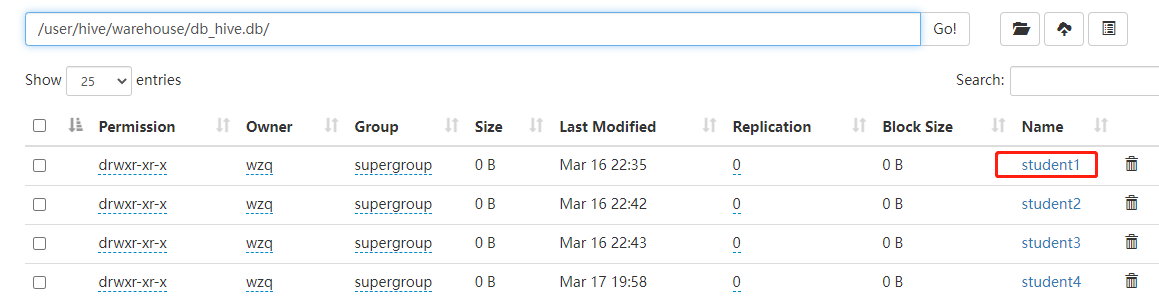 /user/hive/warehouse/db_hive.db/ Go!
Show 25 entries Search:
Permission Owner Group Size Last Modified Replication Block Size Name
drwxr-xr-x wzq supergroup 0 B Mar 16 22:35 0 0 B student1
drwxr-xr-x wzq supergroup 0 B Mar 16 22:42 0 0 B student2
drwxr-xr-x wzq supergroup 0 B Mar 16 22:43 0 0 B student3
drwxr-xr-x wzq supergroup 0 B Mar 17 19:58 0 0 B student4